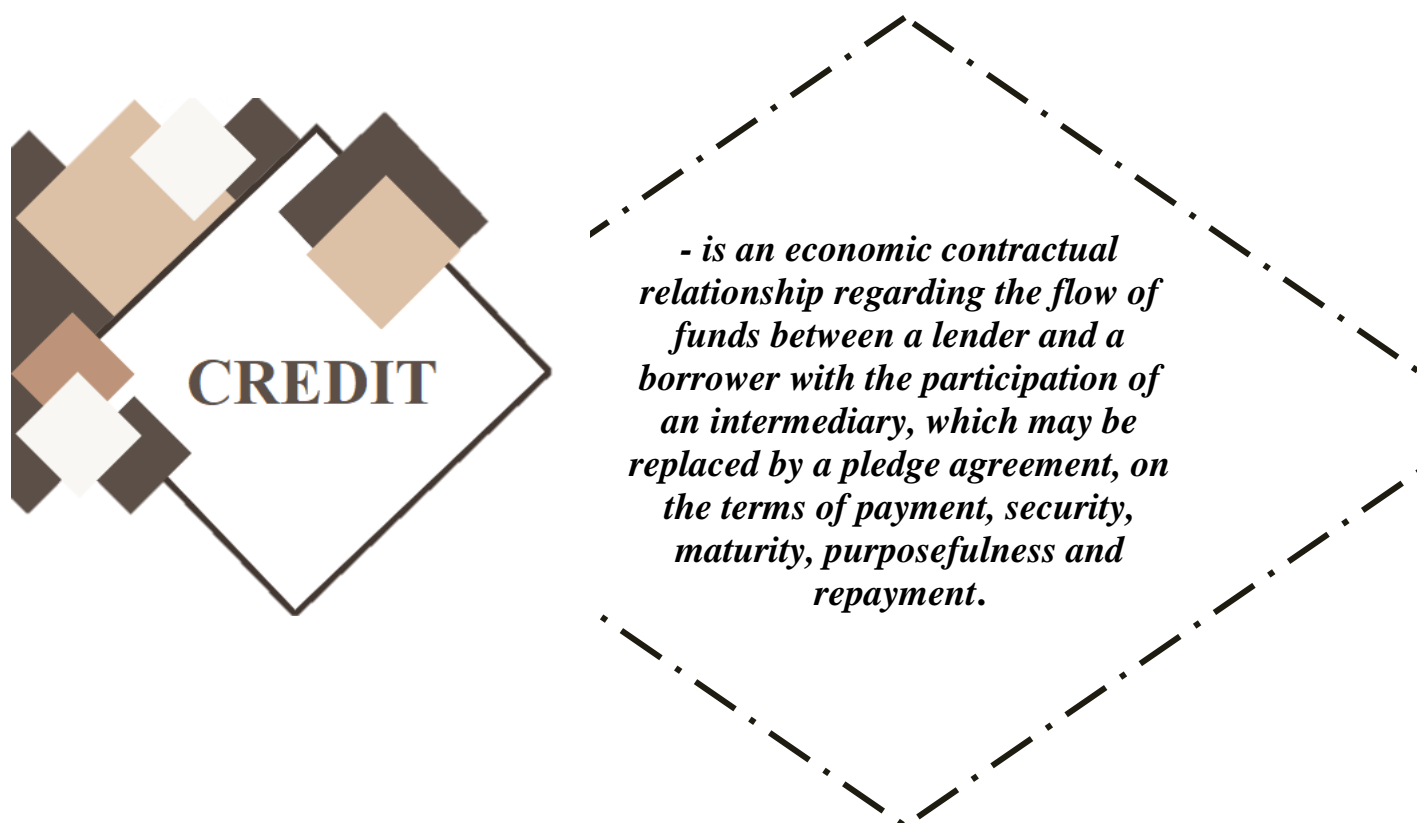 CREDIT
- is an economic contractual
relationship regarding the flow of
funds between a lender and a
borrower with the participation of
an intermediary, which may be
replaced by a pledge agreement, on
the terms of payment, security,
maturity, purposefulness and
repayment.